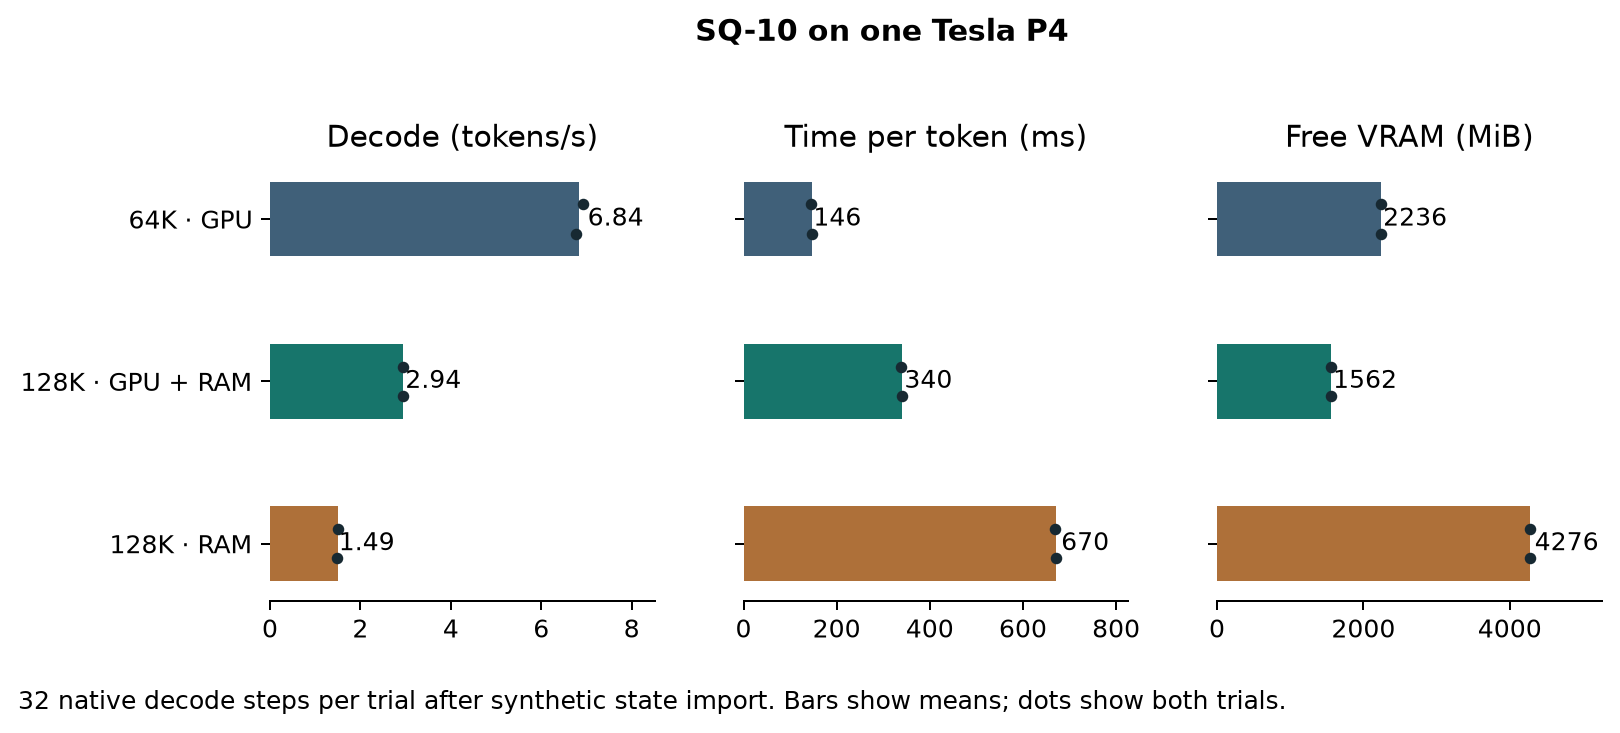 SQ-10 on one Tesla P4
Decode (tokens/s)
Time per token (ms)
Free VRAM (MiB)
64K · GPU
6.84
146
2236
128K · GPU + RAM
2.94
340
1562
128K · RAM
1.49
670
4276
0 2 4 6 8
0 200 400 600 800
0 2000 4000
32 native decode steps per trial after synthetic state import. Bars show means; dots show both trials.